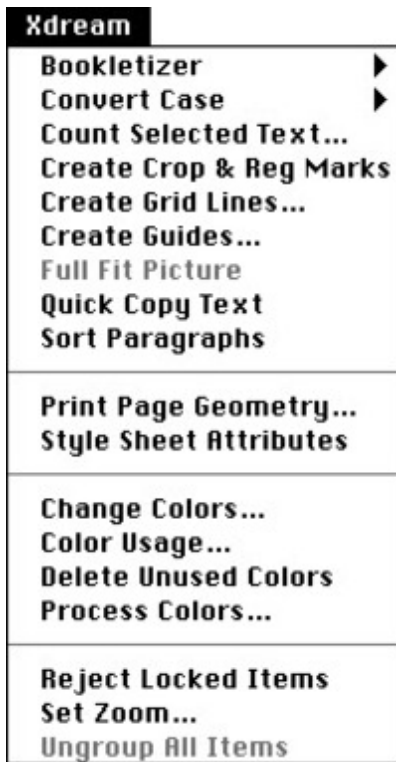 Xdream
Bookletizer
Convert Case
Count Selected Text...
Create Crop & Reg Marks
Create Grid Lines...
Create Guides...
Full Fit Picture
Quick Copy Text
Sort Paragraphs
Print Page Geometry...
Style Sheet Attributes
Change Colors...
Color Usage...
Delete Unused Colors
Process Colors...
Reject Locked Items
Set Zoom...
Ungroup All Items